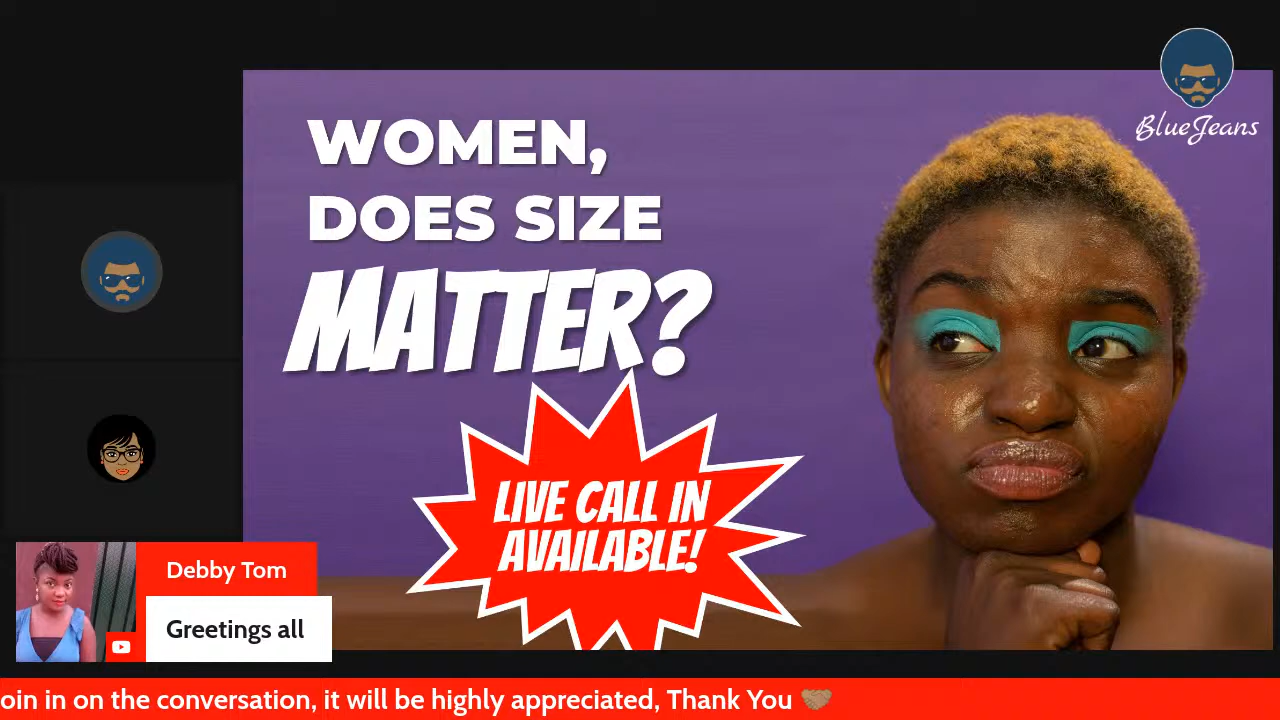 BlueJeans
WOMEN,
DOES SIZE
MATTER?
LIVE CALL IN
AVAILABLE!
Debby Tom
Greetings all
oin in on the conversation, it will be highly appreciated, Thank You 🤝🏽